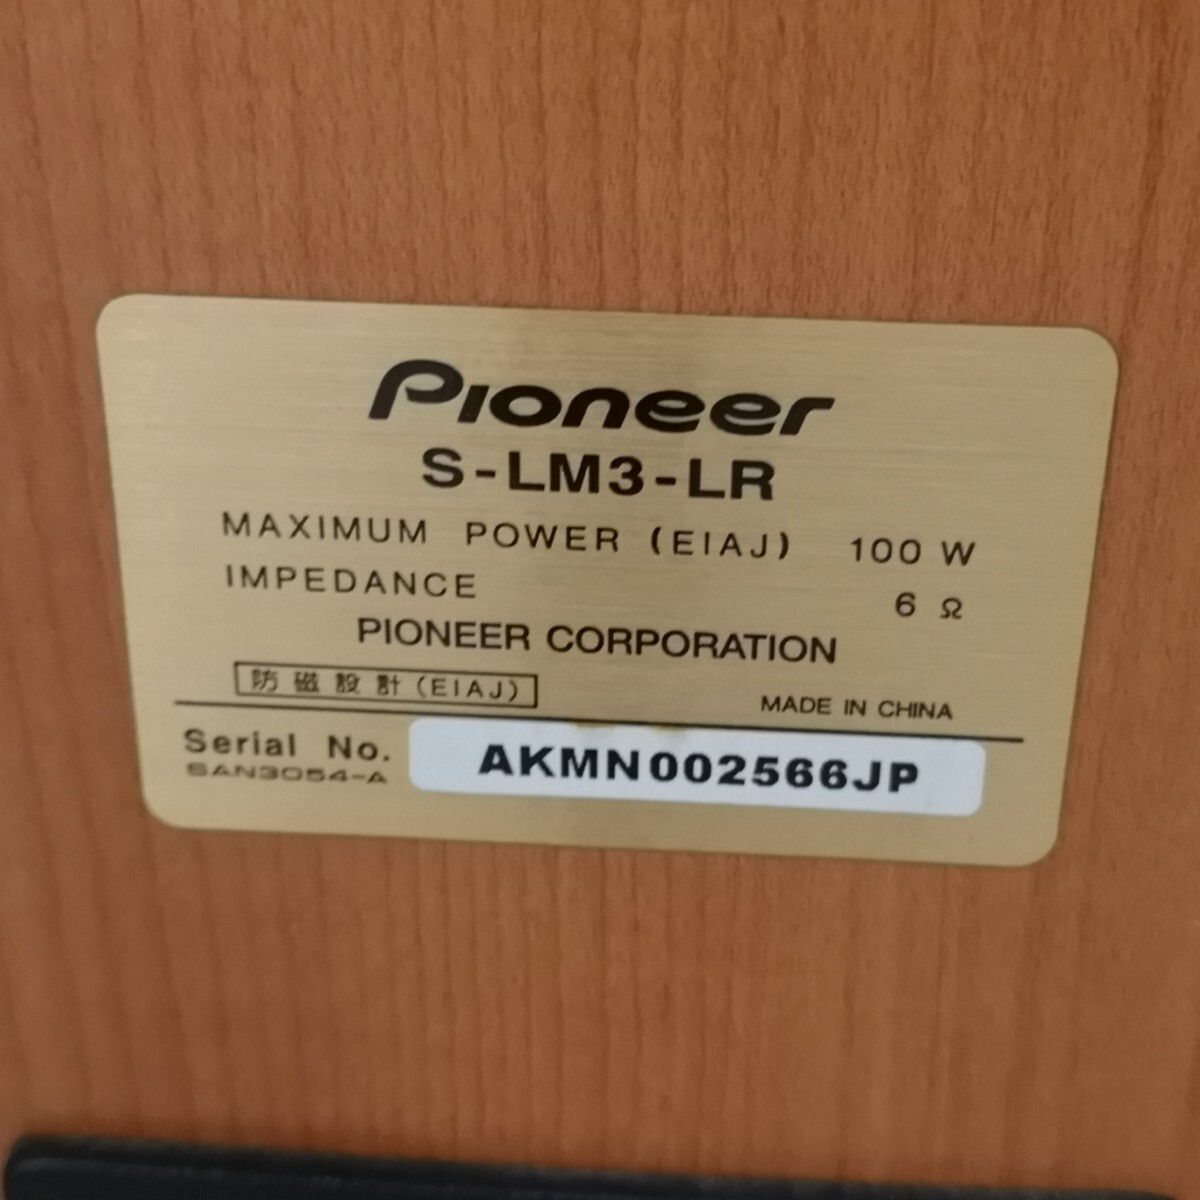 Pioneer
S-LM3-LR
MAXIMUM POWER (EIAJ) 100 W
IMPEDANCE 6 Ω
PIONEER CORPORATION
防磁設計(EIAJ)
MADE IN CHINA
Serial No. AKMN002566JP
SAN3054-A